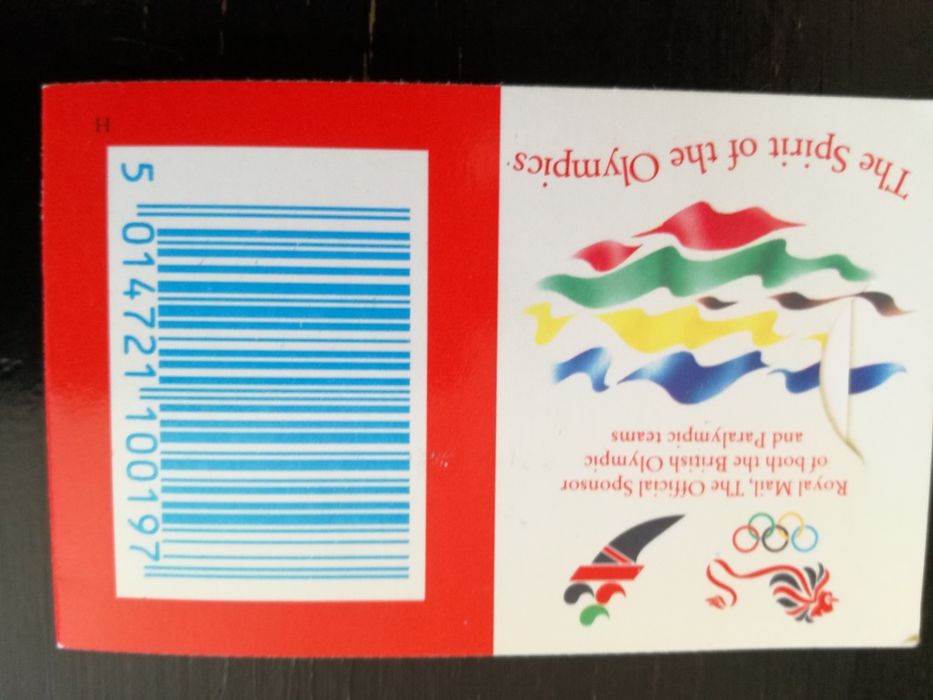 The Spirit of the Olympics
Royal Mail, The Official Sponsor
of both the British Olympic
and Paralympic teams
H
5 014721 100197